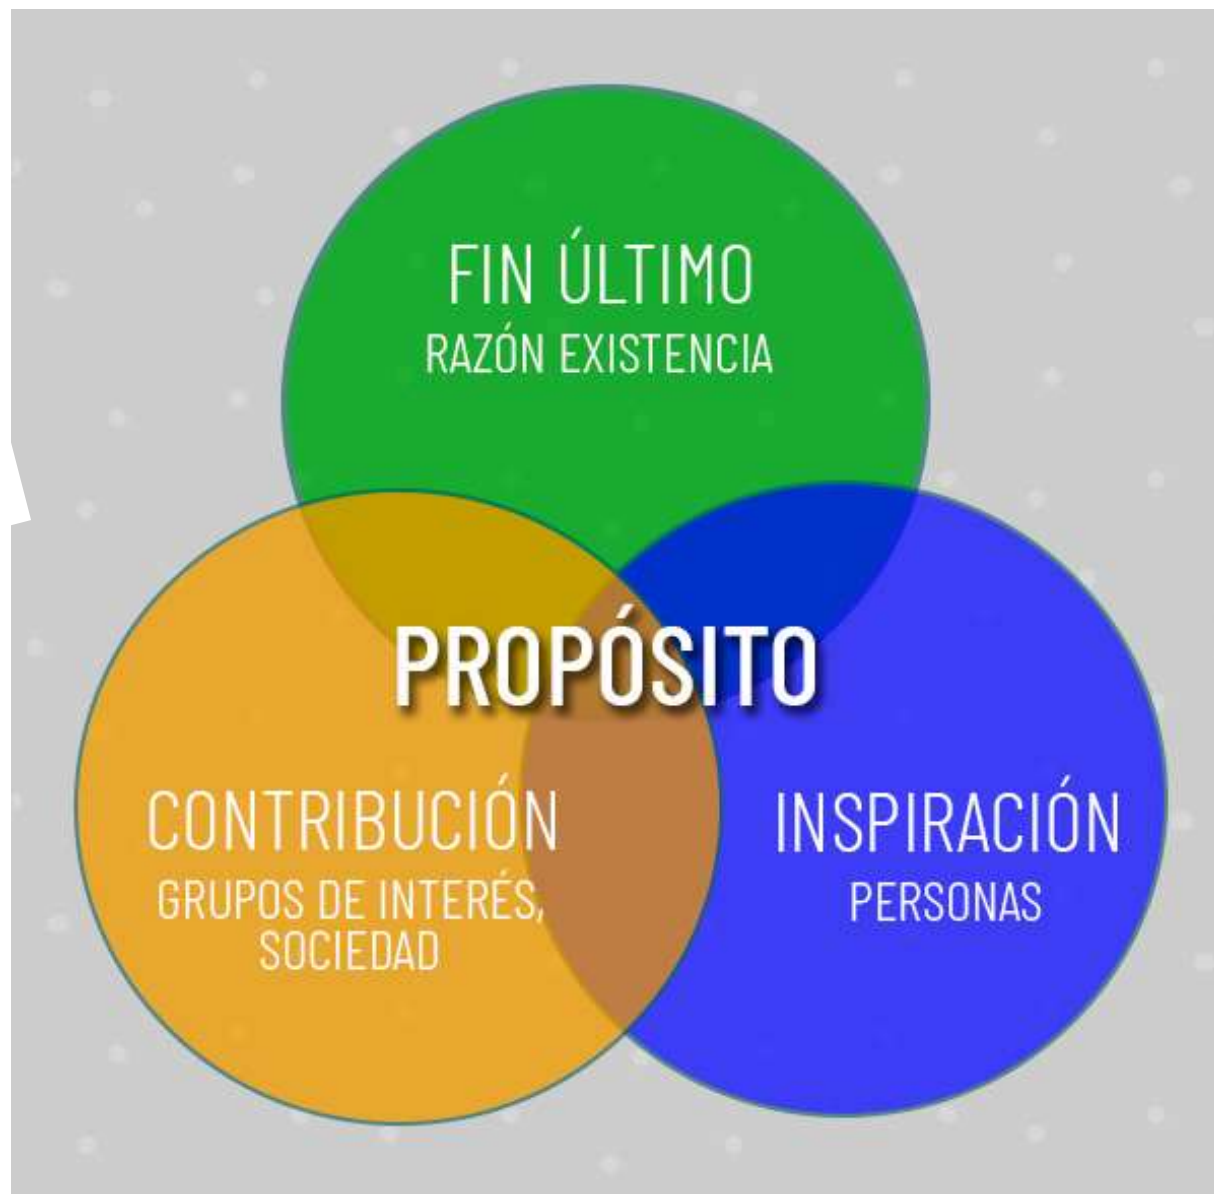 FIN ÚLTIMO
RAZÓN EXISTENCIA
PROPÓSITO
CONTRIBUCIÓN
GRUPOS DE INTERÉS,
SOCIEDAD
INSPIRACIÓN
PERSONAS